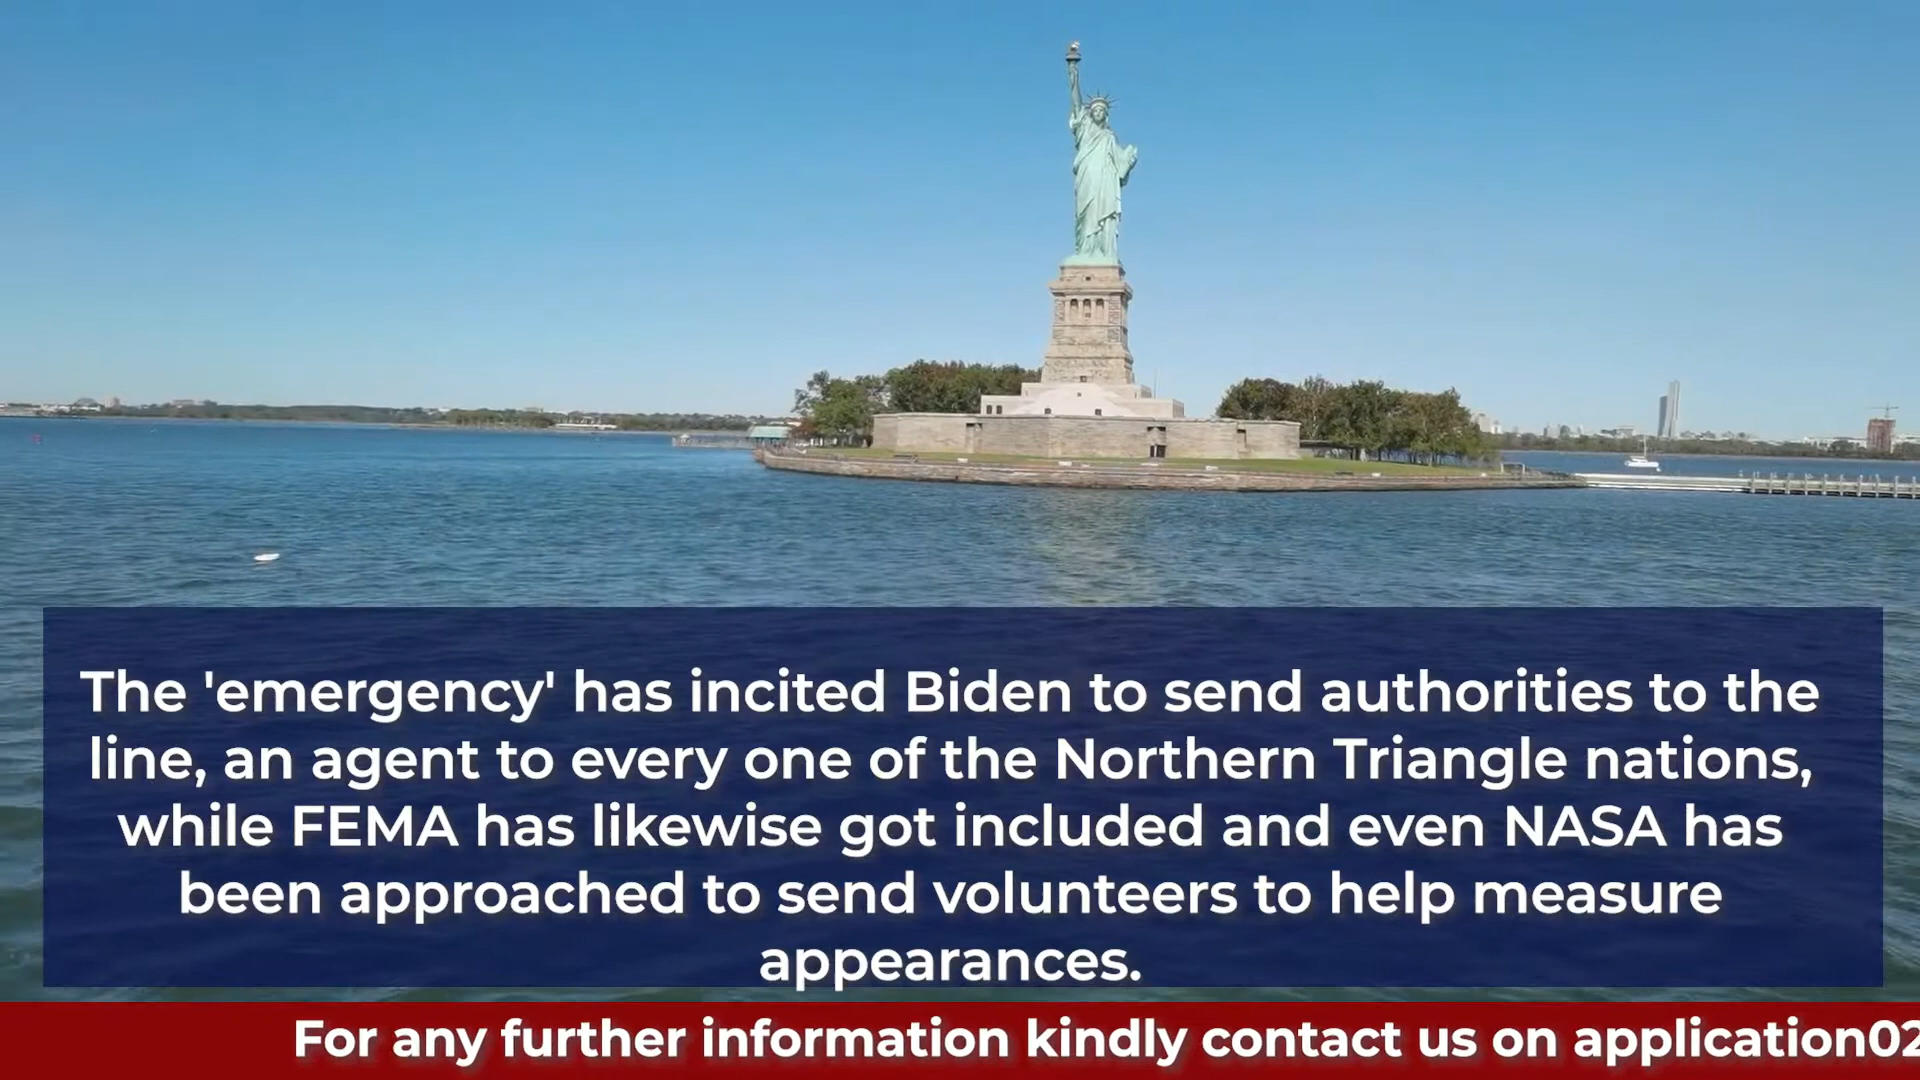 The 'emergency' has incited Biden to send authorities to the
line, an agent to every one of the Northern Triangle nations,
while FEMA has likewise got included and even NASA has
been approached to send volunteers to help measure
appearances.
For any further information kindly contact us on application02